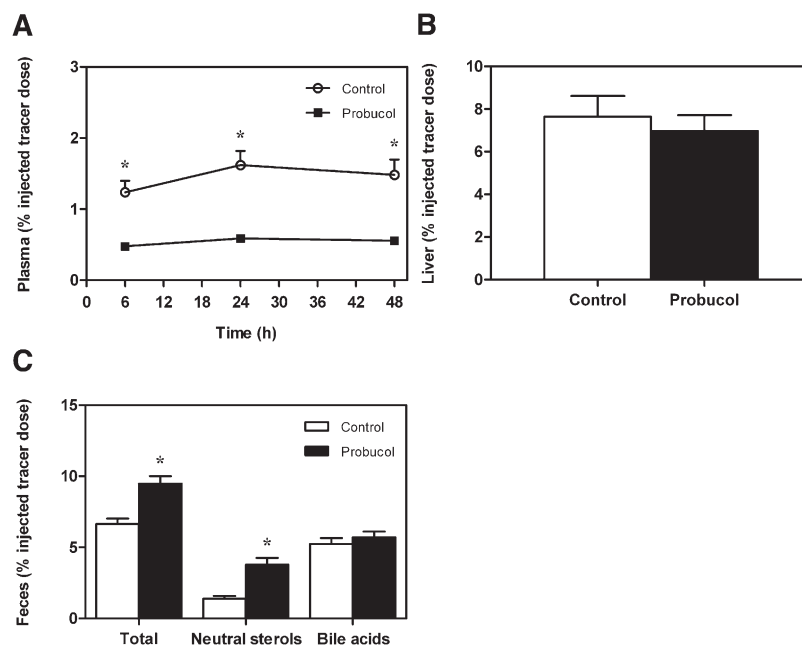 A
Plasma (% injected tracer dose)
3
2
1
0
Control
Probucol
*
*
*
0 6 12 18 24 30 36 42 48
Time (h)
B
Liver (% injected tracer dose)
10
8
6
4
2
0
Control Probucol
C
Feces (% injected tracer dose)
15
10
5
0
Control
Probucol
*
*
Total Neutral sterols Bile acids